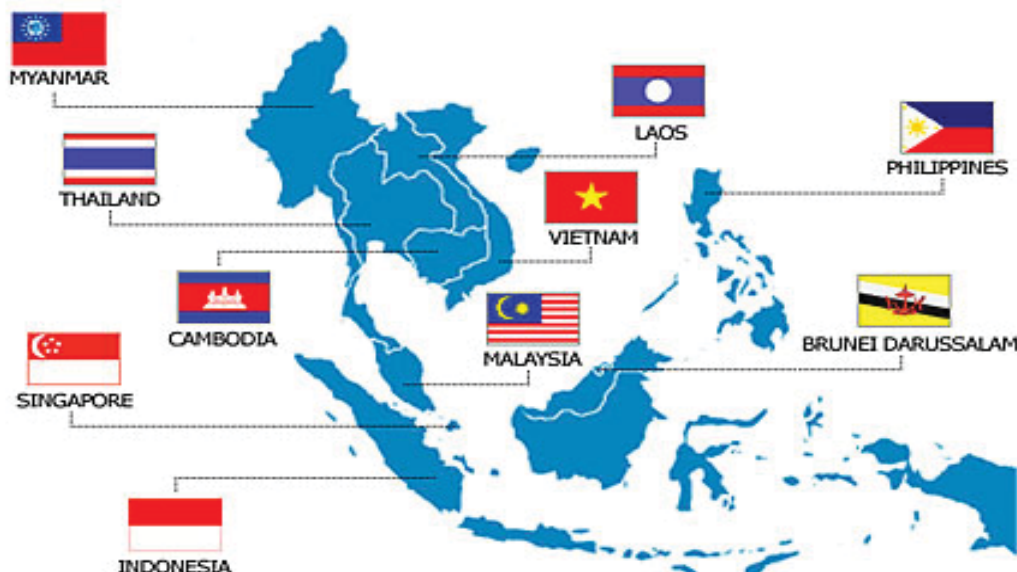 MYANMAR
LAOS
PHILIPPINES
THAILAND
VIETNAM
CAMBODIA
MALAYSIA
BRUNEI DARUSSALAM
SINGAPORE
INDONESIA